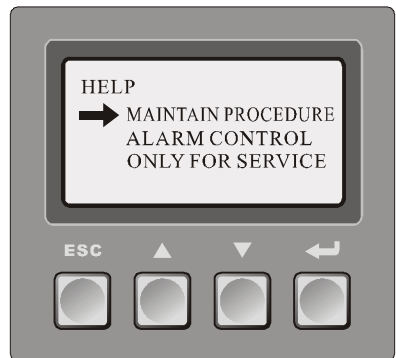 HELP
MAINTAIN PROCEDURE
ALARM CONTROL
ONLY FOR SERVICE
ESC